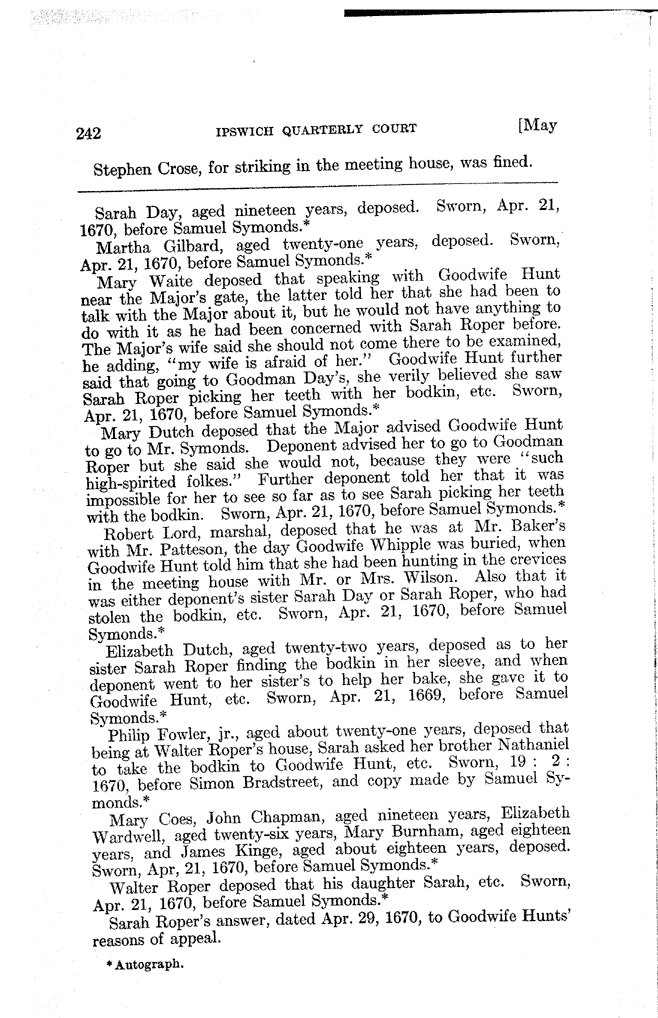 242 IPSWICH QUARTERLY COURT [May
Stephen Crose, for striking in the meeting house, was fined.
Sarah Day, aged nineteen years, deposed. Sworn, Apr. 21,
1670, before Samuel Symonds.*
Martha Gilbard, aged twenty-one years, deposed. Sworn,
Apr. 21, 1670, before Samuel Symonds.*
Mary Waite deposed that speaking with Goodwife Hunt
near the Major's gate, the latter told her that she had been to
talk with the Major about it, but he would not have anything to
do with it as he had been concerned with Sarah Roper before.
The Major's wife said she should not come there to be examined,
he adding, "my wife is afraid of her." Goodwife Hunt further
said that going to Goodman Day's, she verily believed she saw
Sarah Roper picking her teeth with her bodkin, etc. Sworn,
Apr. 21, 1670, before Samuel Symonds.*
Mary Dutch deposed that the Major advised Goodwife Hunt
to go to Mr. Symonds. Deponent advised her to go to Goodman
Roper but she said she would not, because they were "such
high-spirited folkes." Further deponent told her that it was
impossible for her to see so far as to see Sarah picking her teeth
with the bodkin. Sworn, Apr. 21, 1670, before Samuel Symonds.*
Robert Lord, marshal, deposed that he was at Mr. Baker's
with Mr. Patteson, the day Goodwife Whipple was buried, when
Goodwife Hunt told him that she had been hunting in the crevices
in the meeting house with Mr. or Mrs. Wilson. Also that it
was either deponent's sister Sarah Day or Sarah Roper, who had
stolen the bodkin, etc. Sworn, Apr. 21, 1670, before Samuel
Symonds.*
Elizabeth Dutch, aged twenty-two years, deposed as to her
sister Sarah Roper finding the bodkin in her sleeve, and when
deponent went to her sister's to help her bake, she gave it to
Goodwife Hunt, etc. Sworn, Apr. 21, 1669, before Samuel
Symonds.*
Philip Fowler, jr., aged about twenty-one years, deposed that
being at Walter Roper's house, Sarah asked her brother Nathaniel
to take the bodkin to Goodwife Hunt, etc. Sworn, 19 : 2 :
1670, before Simon Bradstreet, and copy made by Samuel Sy-
monds.*
Mary Coes, John Chapman, aged nineteen years, Elizabeth
Wardwell, aged twenty-six years, Mary Burnham, aged eighteen
years, and James Kinge, aged about eighteen years, deposed.
Sworn, Apr, 21, 1670, before Samuel Symonds.*
Walter Roper deposed that his daughter Sarah, etc. Sworn,
Apr. 21, 1670, before Samuel Symonds.*
Sarah Roper's answer, dated Apr. 29, 1670, to Goodwife Hunts'
reasons of appeal.
* Autograph.